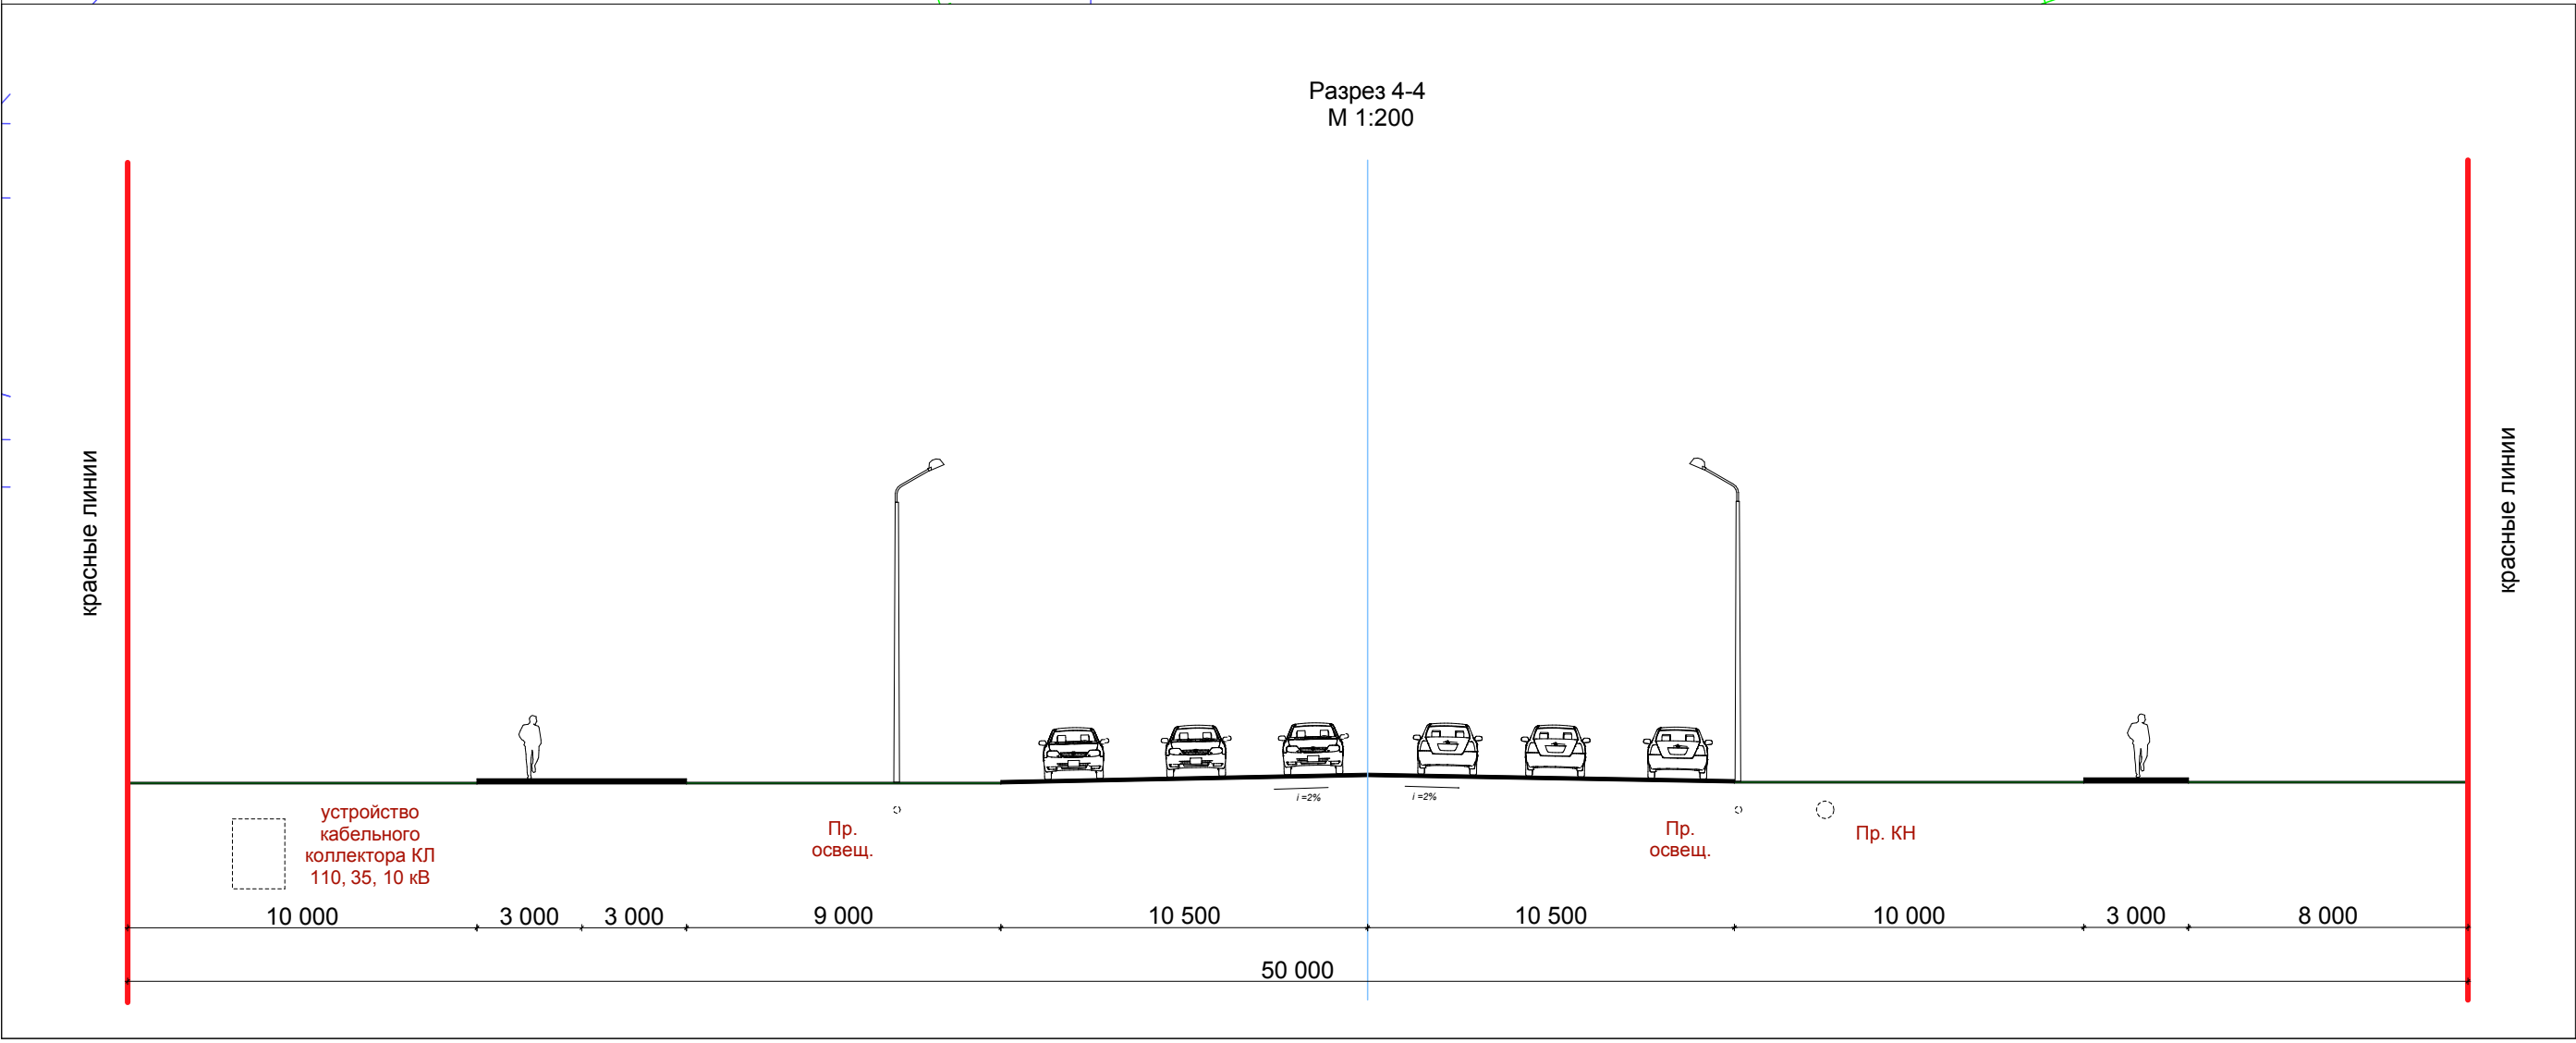 Разрез 4-4
М 1:200
красные линии
красные линии
i =2%
i =2%
устройство
кабельного
коллектора КЛ
110, 35, 10 кВ
Пр.
освещ.
Пр.
освещ.
Пр. КН
10 000
3 000
3 000
9 000
10 500
10 500
10 000
3 000
8 000
50 000